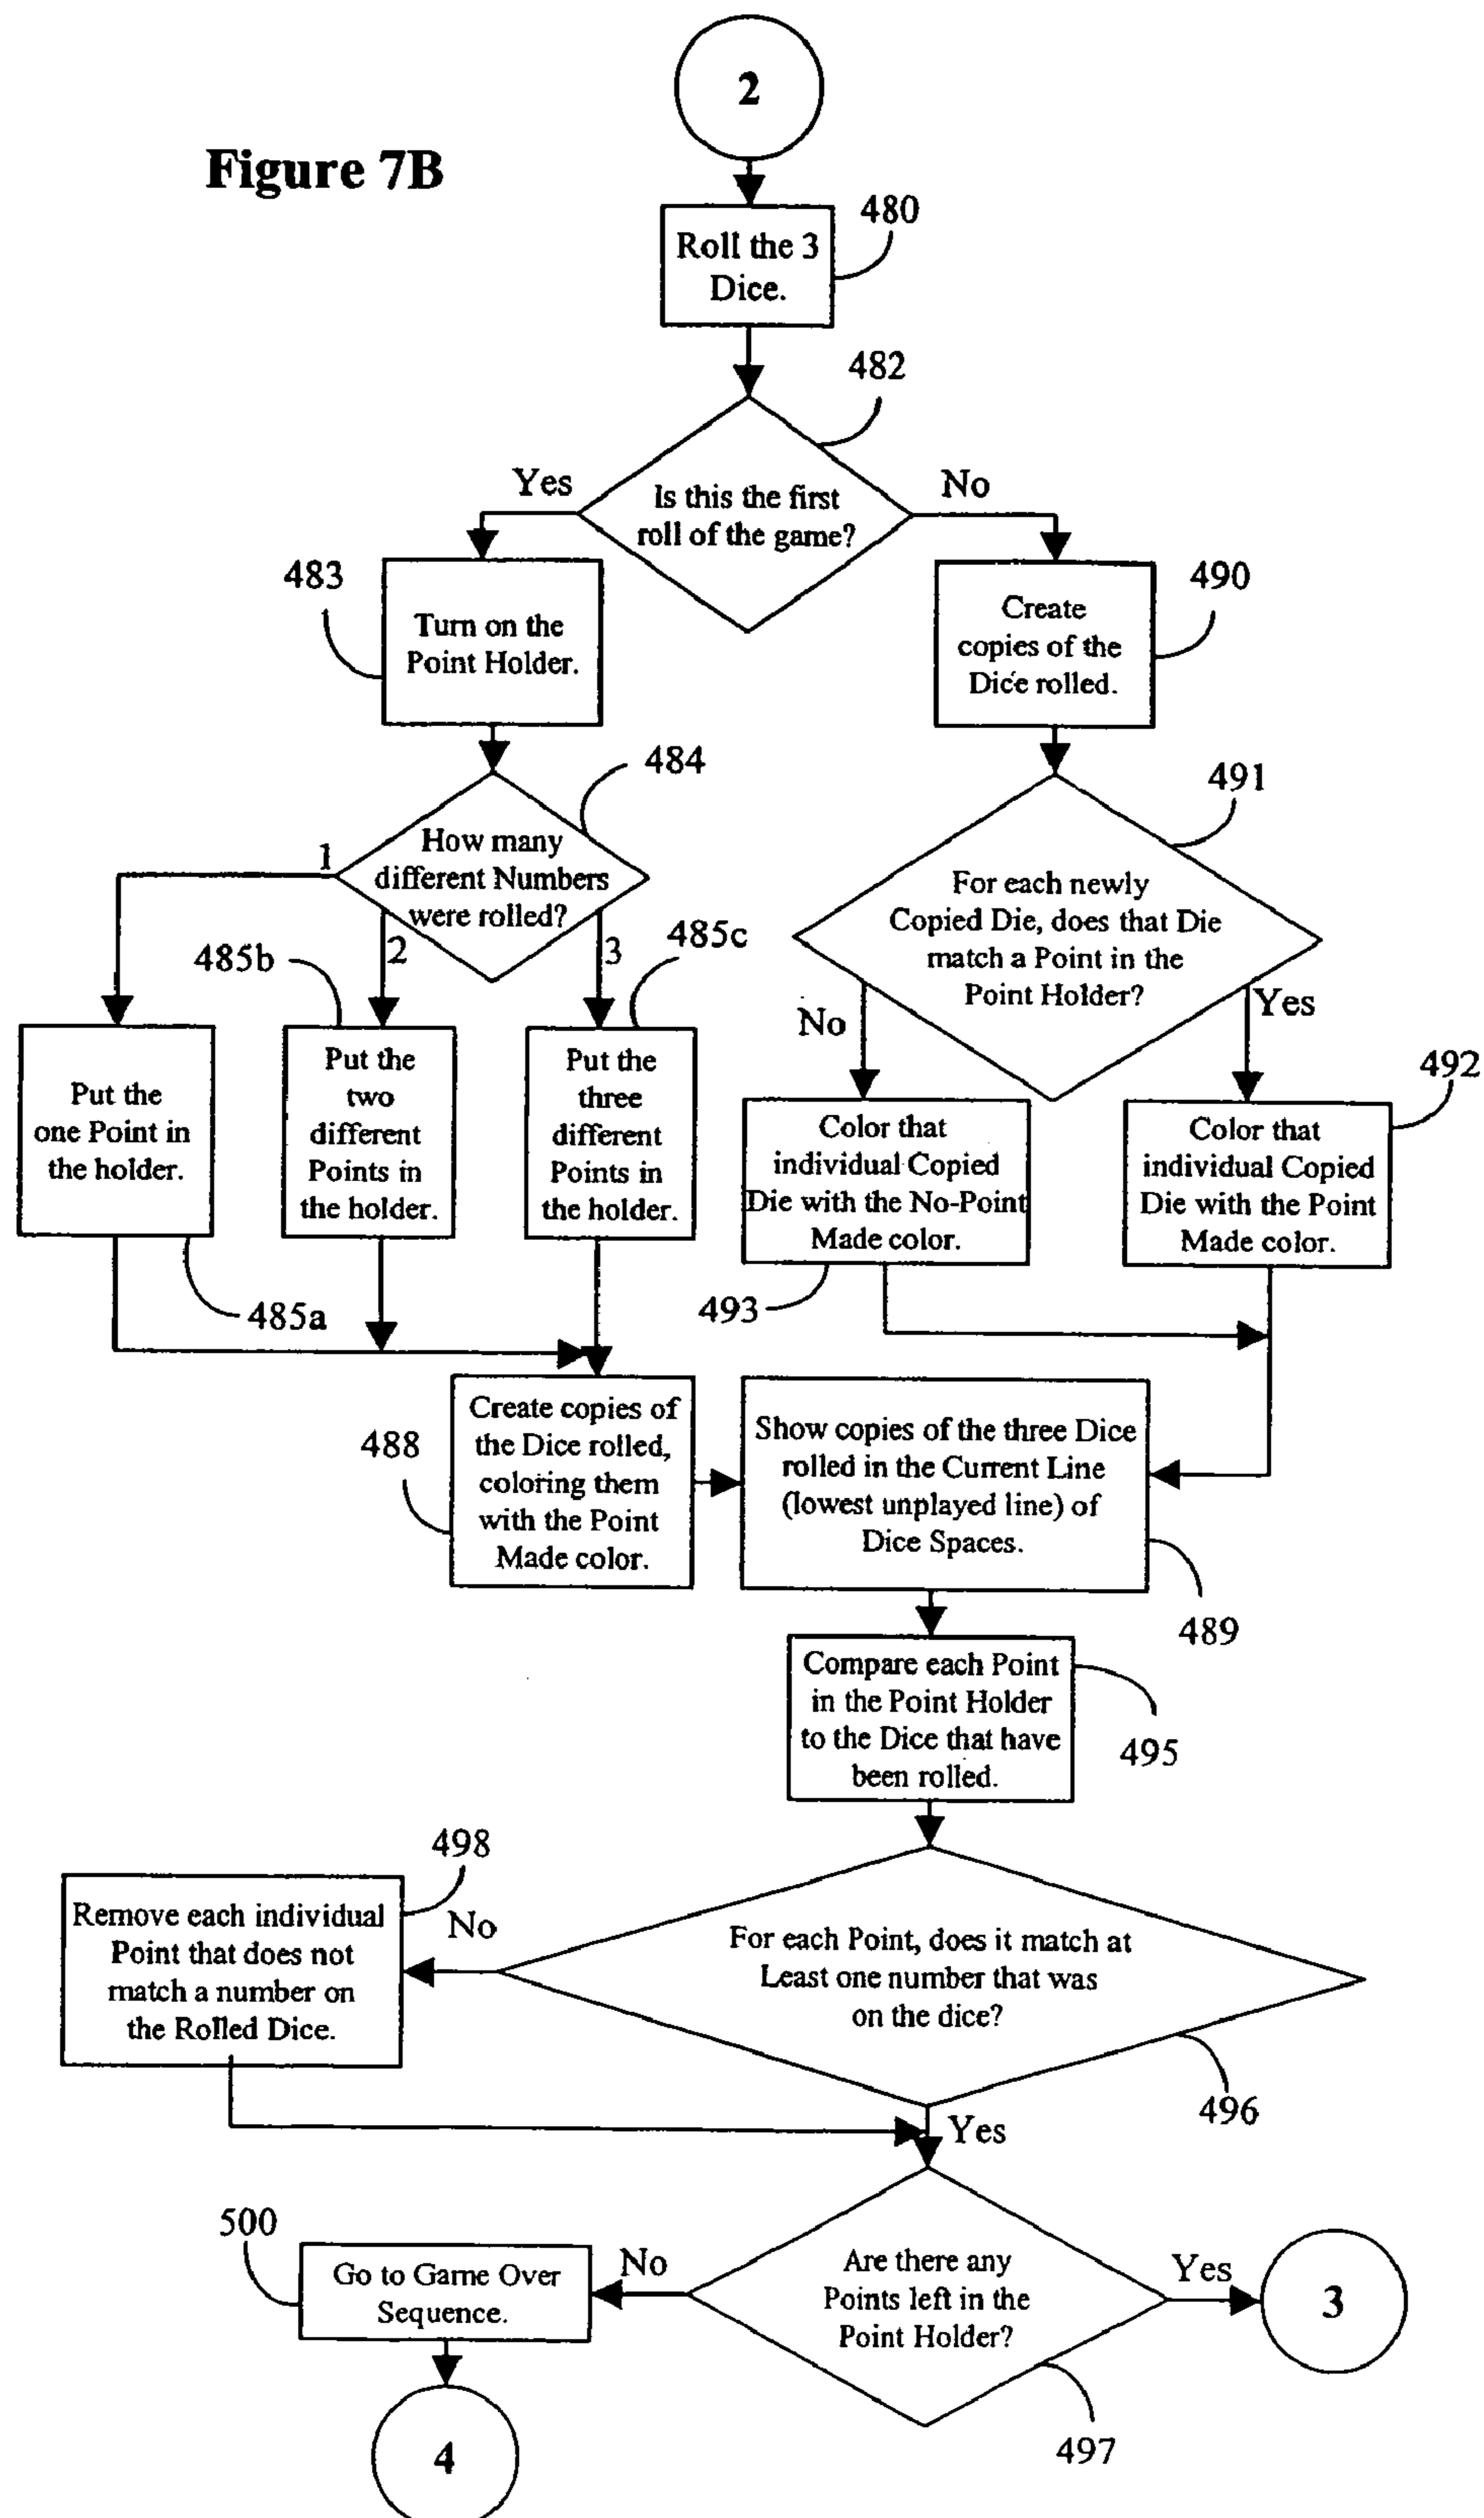 2
Figure 7B
480
Roll the 3
Dice.
482
Yes
No
Is this the first
roll of the game?
483
490
Turn on the
Point Holder.
Create
copies of the
Dice rolled.
484
491
How many
different Numbers
were rolled?
1
2
3
485b
485c
For each newly
Copied Die, does that Die
match a Point in the
Point Holder?
No
Yes
492
Put the
one Point in
the holder.
Put the
two
different
Points in
the holder.
Put the
three
different
Points in
the holder.
Color that
individual Copied
Die with the No-Point
Made color.
Color that
individual Copied
Die with the Point
Made color.
485a
493
488
Create copies of
the Dice rolled,
coloring them
with the Point
Made color.
Show copies of the three Dice
rolled in the Current Line
(lowest unplayed line) of
Dice Spaces.
489
Compare each Point
in the Point Holder
to the Dice that have
been rolled.
495
498
Remove each individual
Point that does not
match a number on
the Rolled Dice.
No
For each Point, does it match at
Least one number that was
on the dice?
496
Yes
500
Go to Game Over
Sequence.
No
Are there any
Points left in the
Point Holder?
Yes
3
497
4